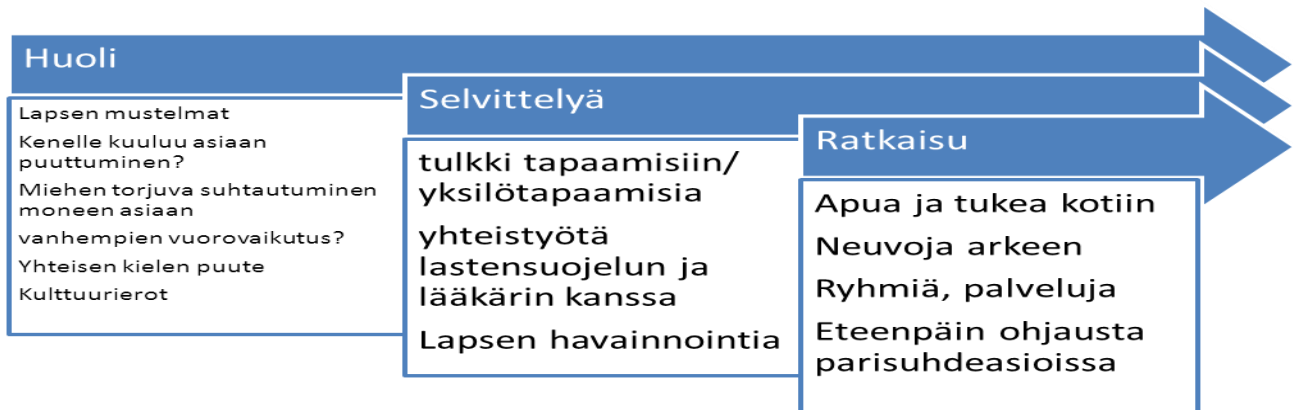 Huoli
Lapsen mustelmat
Kenelle kuuluu asiaan
puuttuminen?
Miehen torjuva suhtautuminen
moneen asiaan
vanhempien vuorovaikutus?
Yhteisen kielen puute
Kulttuurierot
Selvittelyä
tulkki tapaamisiin/
yksilötapaamisia
yhteistyötä
lastensuojelun ja
lääkärin kanssa
Lapsen havainnointia
Ratkaisu
Apua ja tukea kotiin
Neuvoja arkeen
Ryhmiä, palveluja
Eteenpäin ohjausta
parisuhdeasioissa